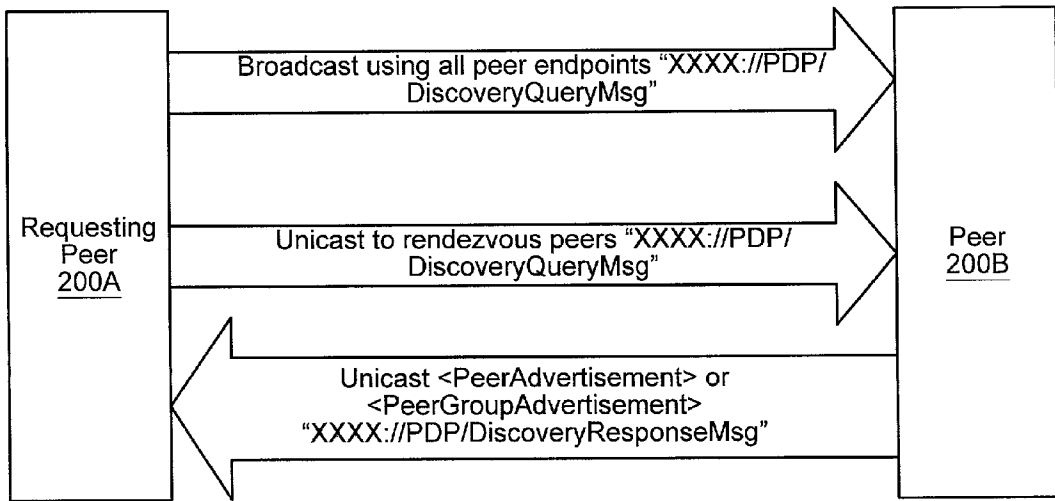 Broadcast using all peer endpoints “XXXX://PDP/
DiscoveryQueryMsg”
Requesting
Peer
200A
Unicast to rendezvous peers “XXXX://PDP/
DiscoveryQueryMsg”
Peer
200B
Unicast <PeerAdvertisement> or
<PeerGroupAdvertisement>
“XXXX://PDP/DiscoveryResponseMsg”